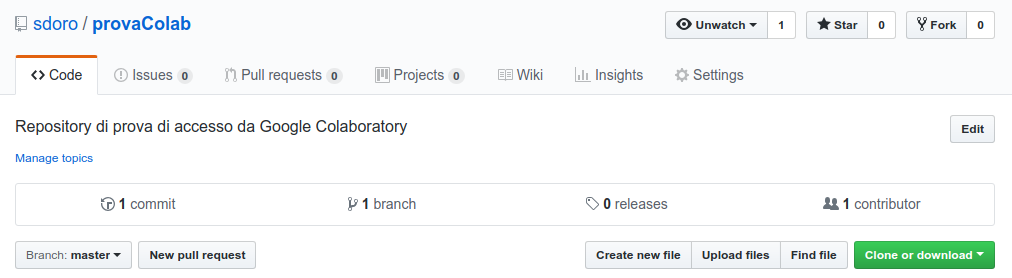 sdoro / provaColab
Unwatch 1 Star 0 Fork 0
Code Issues 0 Pull requests 0 Projects 0 Wiki Insights Settings
Repository di prova di accesso da Google Colaboratory
Edit
Manage topics
1 commit 1 branch 0 releases 1 contributor
Branch: master New pull request Create new file Upload files Find file Clone or download